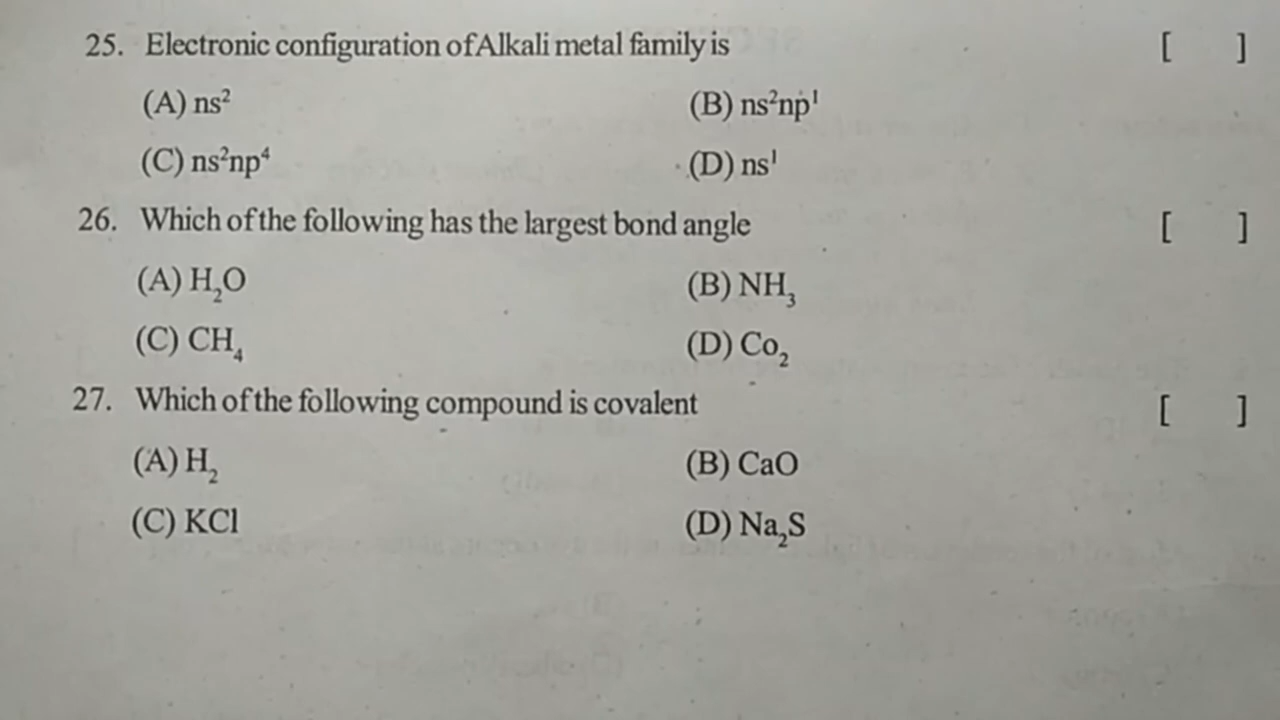 25. Electronic configuration of Alkali metal family is [ ]
(A) ns² (B) ns²np¹
(C) ns²np⁴ (D) ns¹
26. Which of the following has the largest bond angle [ ]
(A) H₂O (B) NH₃
(C) CH₄ (D) Co₂
27. Which of the following compound is covalent [ ]
(A) H₂ (B) CaO
(C) KCl (D) Na₂S